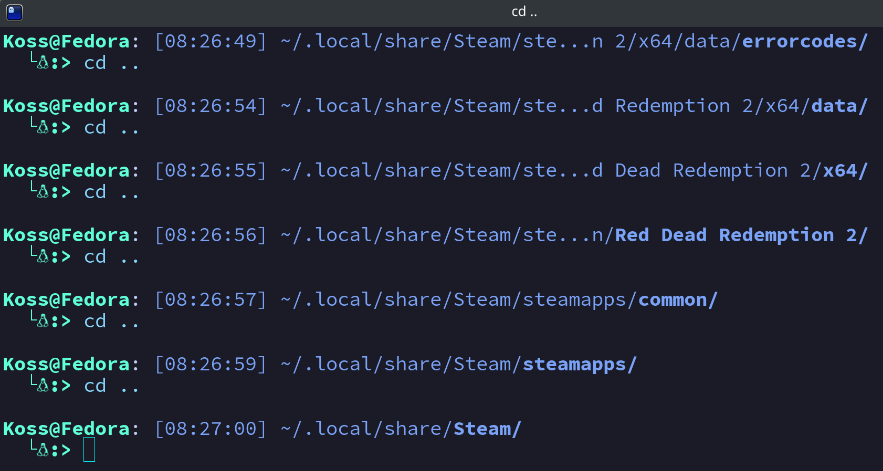 cd ..
Koss@Fedora: [08:26:49] ~/.local/share/Steam/ste...n 2/x64/data/errorcodes/
└🐧:> cd ..
Koss@Fedora: [08:26:54] ~/.local/share/Steam/ste...d Redemption 2/x64/data/
└🐧:> cd ..
Koss@Fedora: [08:26:55] ~/.local/share/Steam/ste...d Dead Redemption 2/x64/
└🐧:> cd ..
Koss@Fedora: [08:26:56] ~/.local/share/Steam/ste...n/Red Dead Redemption 2/
└🐧:> cd ..
Koss@Fedora: [08:26:57] ~/.local/share/Steam/steamapps/common/
└🐧:> cd ..
Koss@Fedora: [08:26:59] ~/.local/share/Steam/steamapps/
└🐧:> cd ..
Koss@Fedora: [08:27:00] ~/.local/share/Steam/
└🐧:>